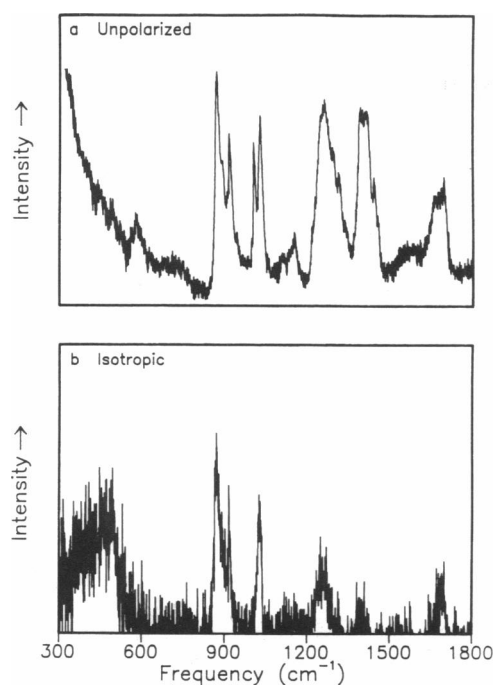 a Unpolarized
Intensity →
b Isotropic
Intensity →
300 600 900 1200 1500 1800
Frequency (cm⁻¹)